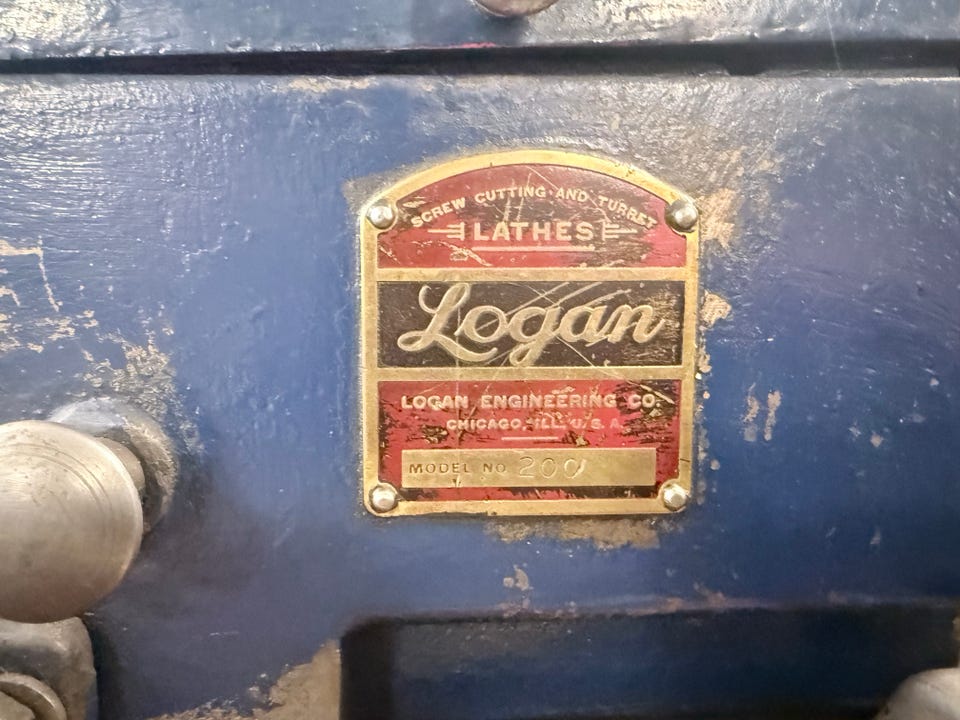 SCREW CUTTING AND TURRET
LATHES
Logan
LOGAN ENGINEERING CO.
CHICAGO, ILL. U. S. A.
MODEL NO 200